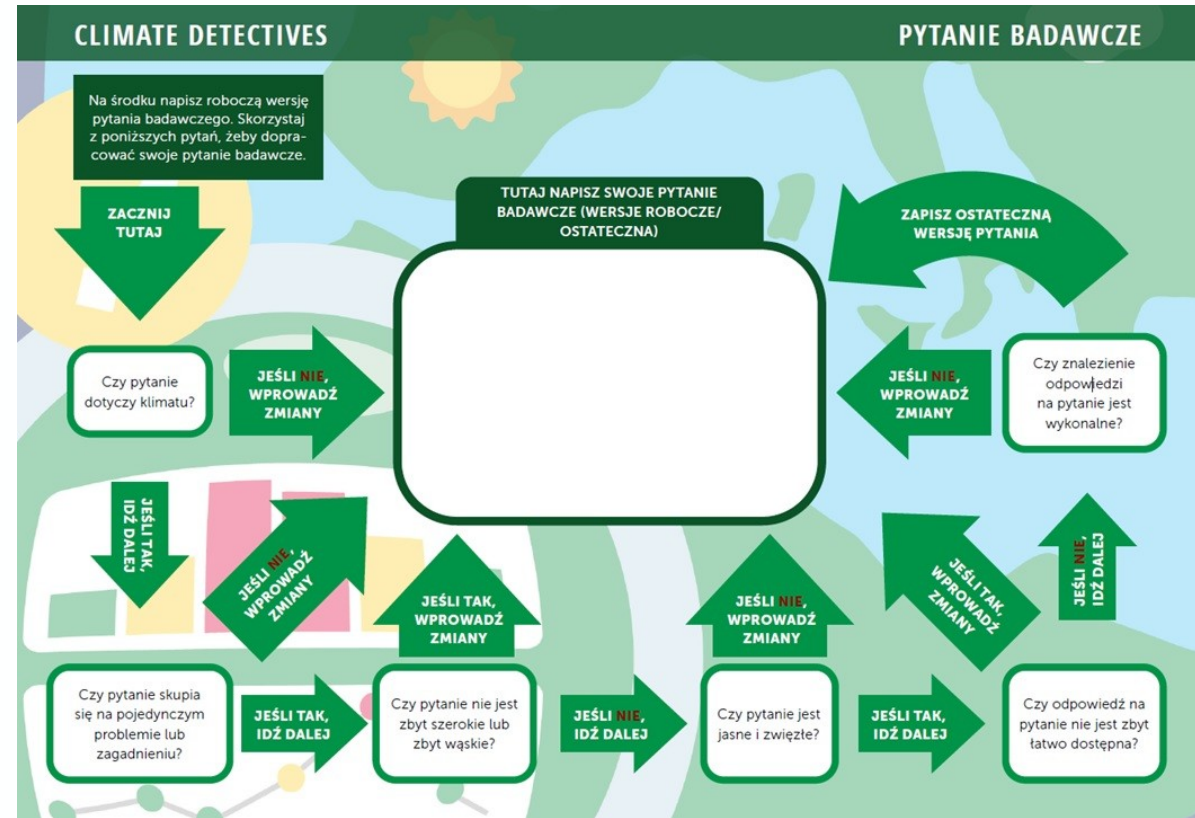 CLIMATE DETECTIVES
PYTANIE BADAWCZE
Na środku napisz roboczą wersję
pytania badawczego. Skorzystaj
z poniższych pytań, żeby dopra-
cować swoje pytanie badawcze.
ZACZNIJ
TUTAJ
TUTAJ NAPISZ SWOJE PYTANIE
BADAWCZE (WERSJE ROBOCZE/
OSTATECZNA)
ZAPISZ OSTATECZNĄ
WERSJĘ PYTANIA
Czy pytanie
dotyczy klimatu?
JEŚLI NIE,
WPROWADŹ
ZMIANY
JEŚLI NIE,
WPROWADŹ
ZMIANY
Czy znalezienie
odpowiedzi
na pytanie jest
wykonalne?
JEŚLI TAK,
IDŹ DALEJ
JEŚLI NIE,
WPROWADŹ
ZMIANY
JEŚLI TAK,
WPROWADŹ
ZMIANY
JEŚLI NIE,
WPROWADŹ
ZMIANY
JEŚLI TAK,
WPROWADŹ
ZMIANY
JEŚLI NIE,
IDŹ DALEJ
Czy pytanie skupia
się na pojedynczym
problemie lub
zagadnieniu?
JEŚLI TAK,
IDŹ DALEJ
Czy pytanie nie jest
zbyt szerokie lub
zbyt wąskie?
JEŚLI NIE,
IDŹ DALEJ
Czy pytanie jest
jasne i zwięzłe?
JEŚLI TAK,
IDŹ DALEJ
Czy odpowiedź na
pytanie nie jest zbyt
łatwo dostępna?